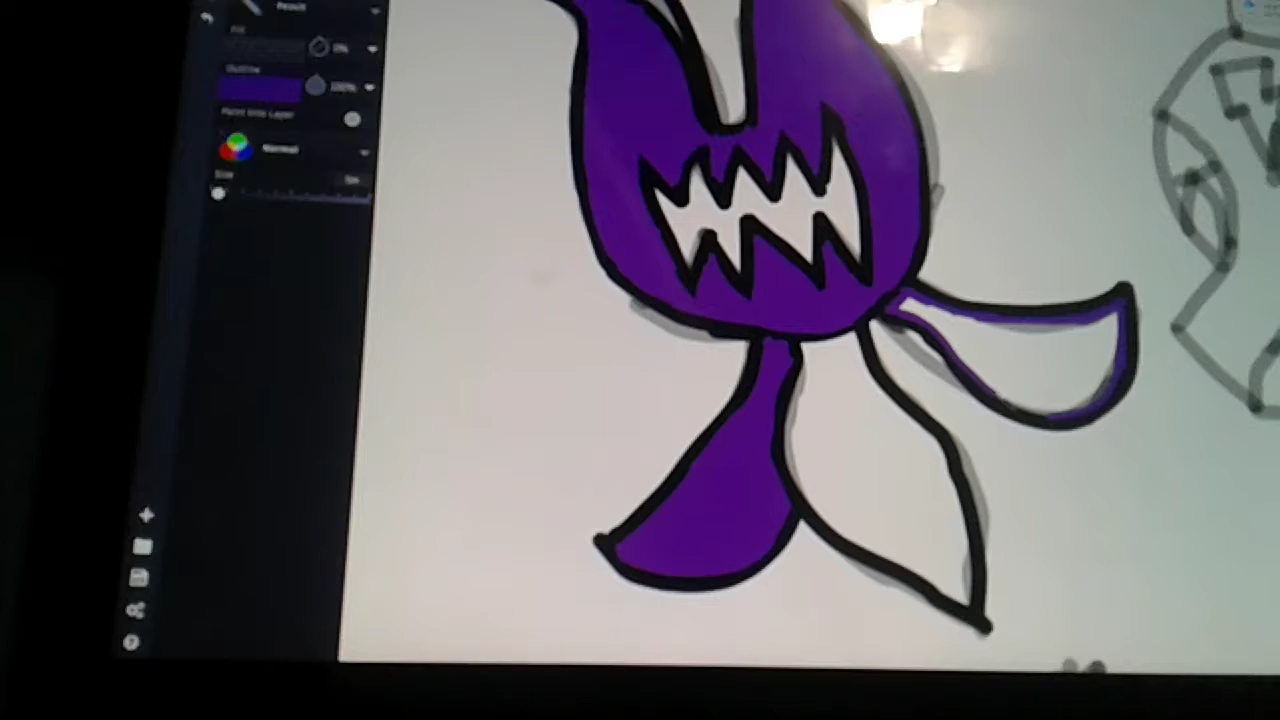 Pencil
Fill
0%
Outline
100%
Paint Into Layer
Normal
Size